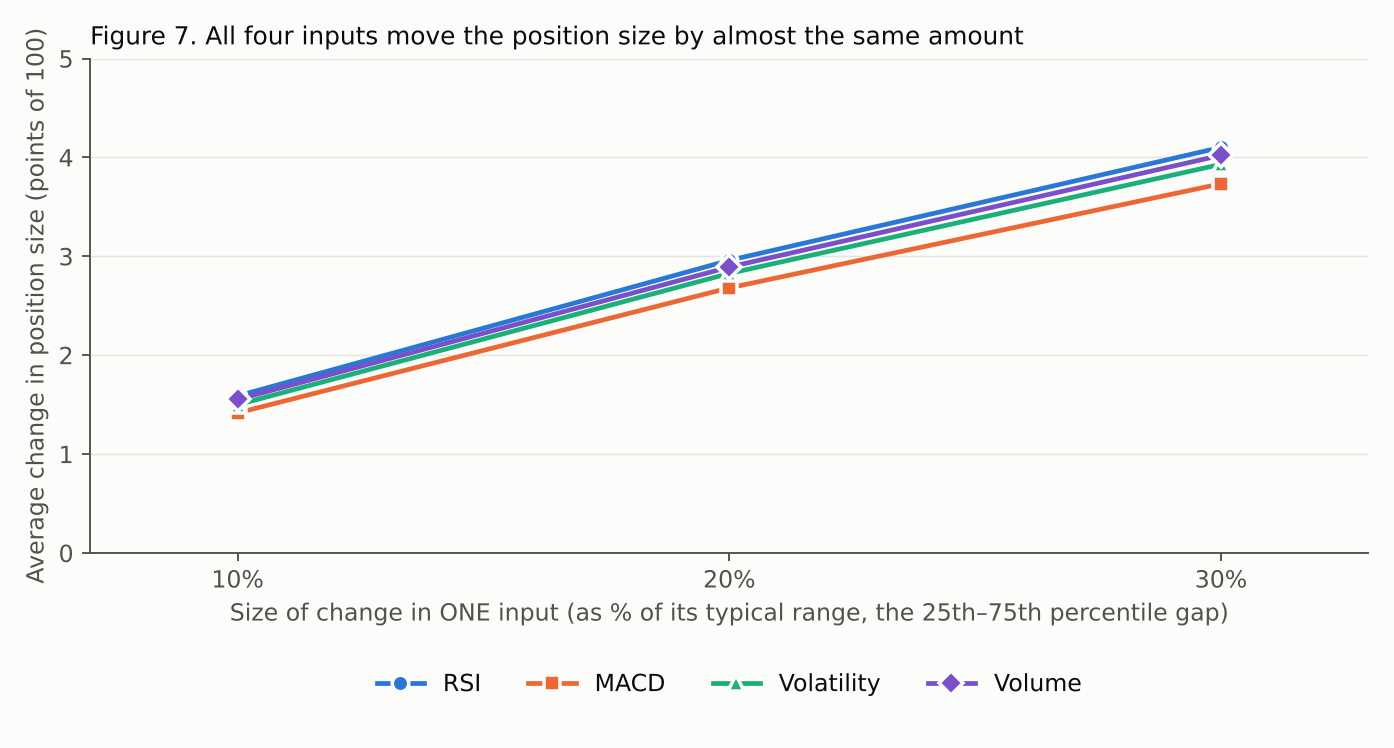 Figure 7. All four inputs move the position size by almost the same amount
Average change in position size (points of 100)
5
4
3
2
1
0
10% 20% 30%
Size of change in ONE input (as % of its typical range, the 25th–75th percentile gap)
RSI MACD Volatility Volume